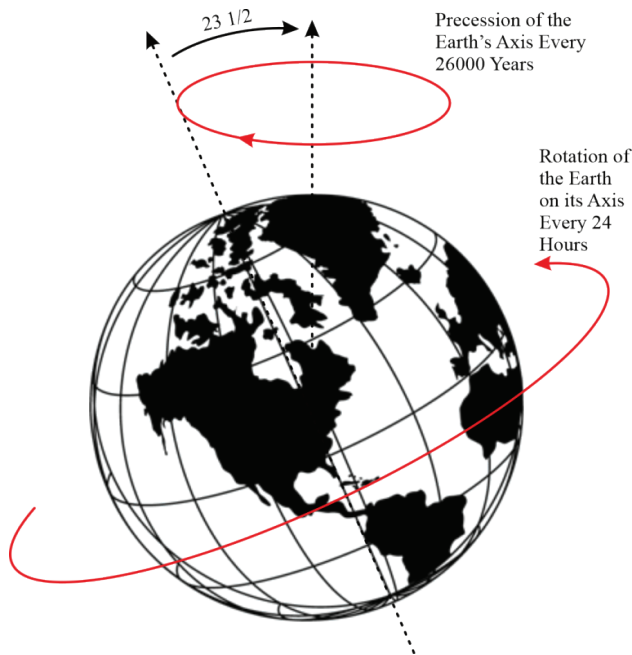 23 1/2
Precession of the
Earth's Axis Every
26000 Years
Rotation of
the Earth
on its Axis
Every 24
Hours